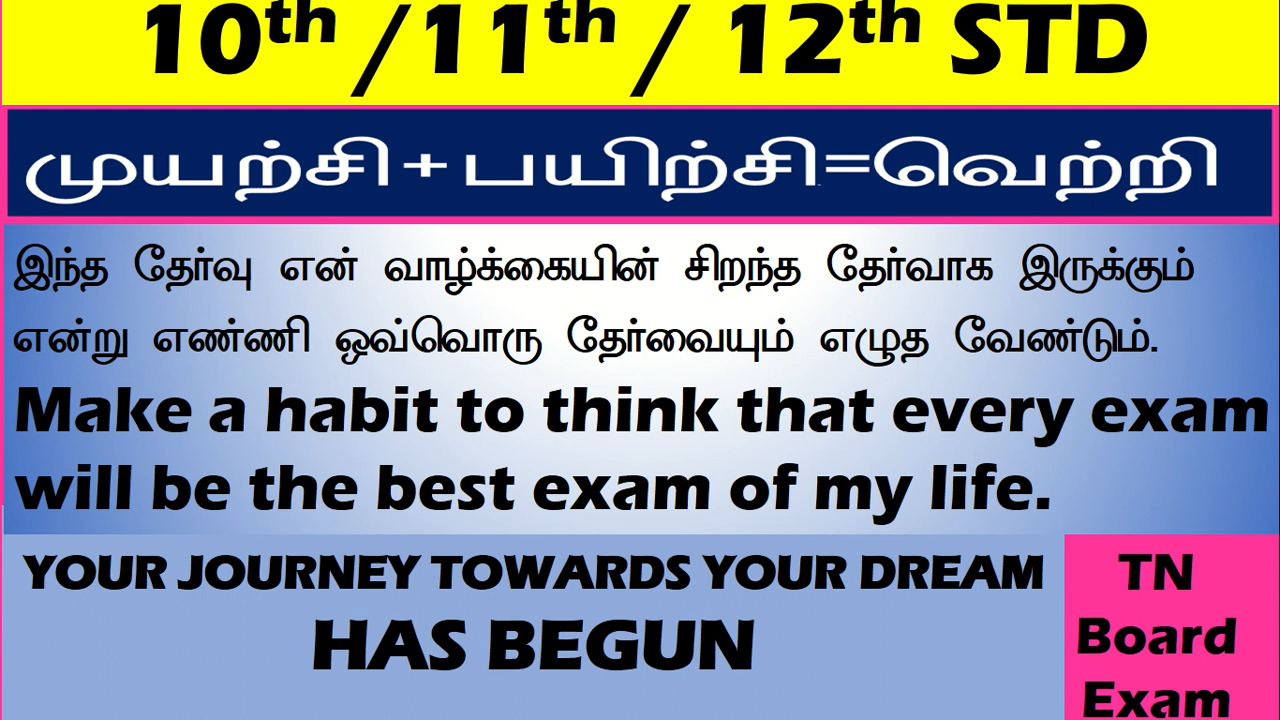 10th /11th / 12th STD
முயற்சி+பயிற்சி=வெற்றி
இந்த தேர்வு என் வாழ்க்கையின் சிறந்த தேர்வாக இருக்கும்
என்று எண்ணி ஒவ்வொரு தேர்வையும் எழுத வேண்டும்.
Make a habit to think that every exam
will be the best exam of my life.
YOUR JOURNEY TOWARDS YOUR DREAM
HAS BEGUN
TN
Board
Exam